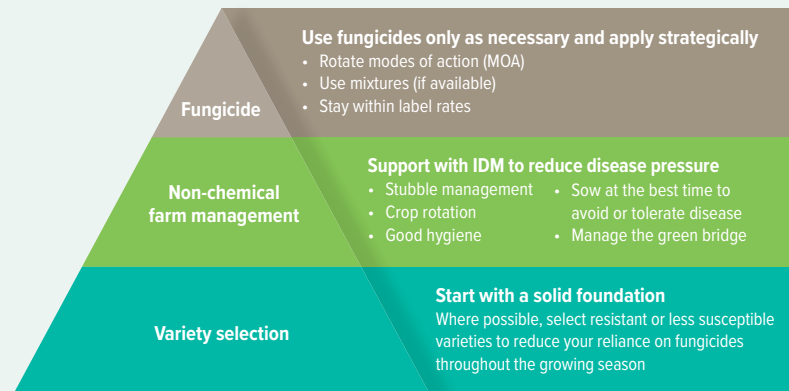 Use fungicides only as necessary and apply strategically
• Rotate modes of action (MOA)
• Use mixtures (if available)
• Stay within label rates
Fungicide
Support with IDM to reduce disease pressure
• Stubble management
• Crop rotation
• Good hygiene
• Sow at the best time to
avoid or tolerate disease
• Manage the green bridge
Non-chemical
farm management
Start with a solid foundation
Where possible, select resistant or less susceptible
varieties to reduce your reliance on fungicides
throughout the growing season
Variety selection